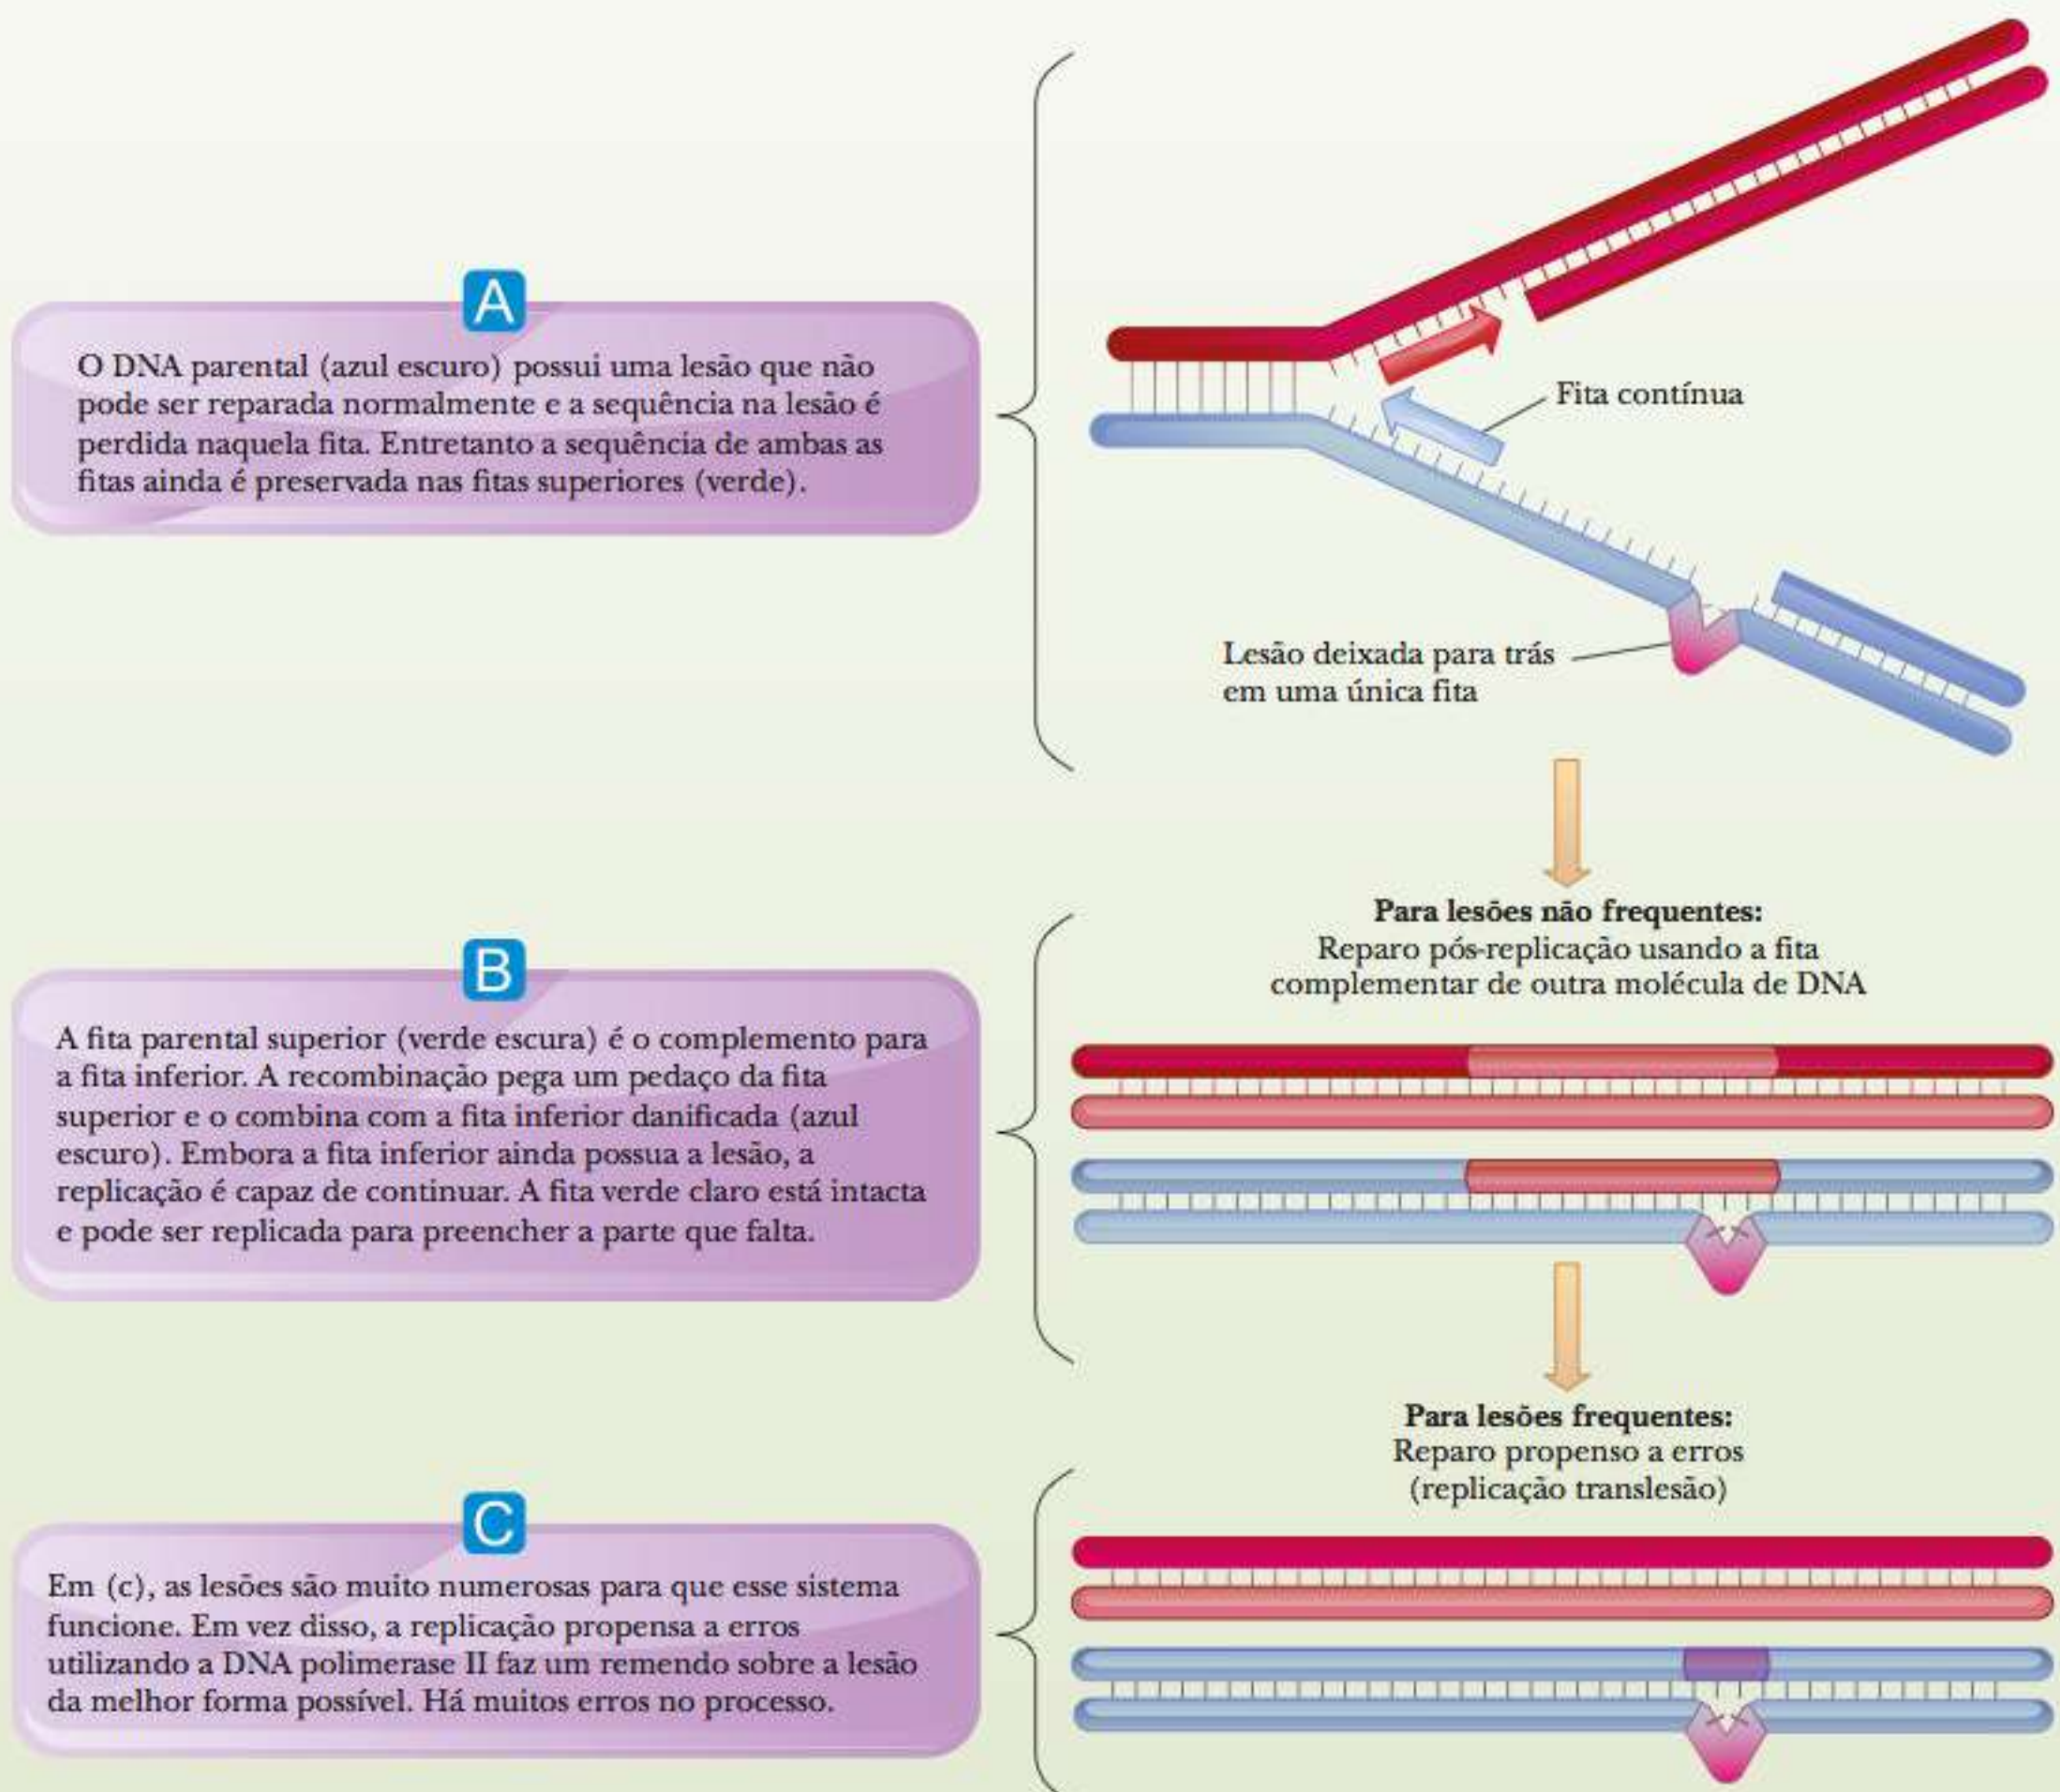 A
O DNA parental (azul escuro) possui uma lesão que não
pode ser reparada normalmente e a sequência na lesão é
perdida naquela fita. Entretanto a sequência de ambas as
fitas ainda é preservada nas fitas superiores (verde).
Fita contínua
Lesão deixada para trás
em uma única fita
Para lesões não frequentes:
Reparo pós-replicação usando a fita
complementar de outra molécula de DNA
B
A fita parental superior (verde escura) é o complemento para
a fita inferior. A recombinação pega um pedaço da fita
superior e o combina com a fita inferior danificada (azul
escuro). Embora a fita inferior ainda possua a lesão, a
replicação é capaz de continuar. A fita verde claro está intacta
e pode ser replicada para preencher a parte que falta.
Para lesões frequentes:
Reparo propenso a erros
(replicação translesão)
C
Em (c), as lesões são muito numerosas para que esse sistema
funcione. Em vez disso, a replicação propensa a erros
utilizando a DNA polimerase II faz um remendo sobre a lesão
da melhor forma possível. Há muitos erros no processo.